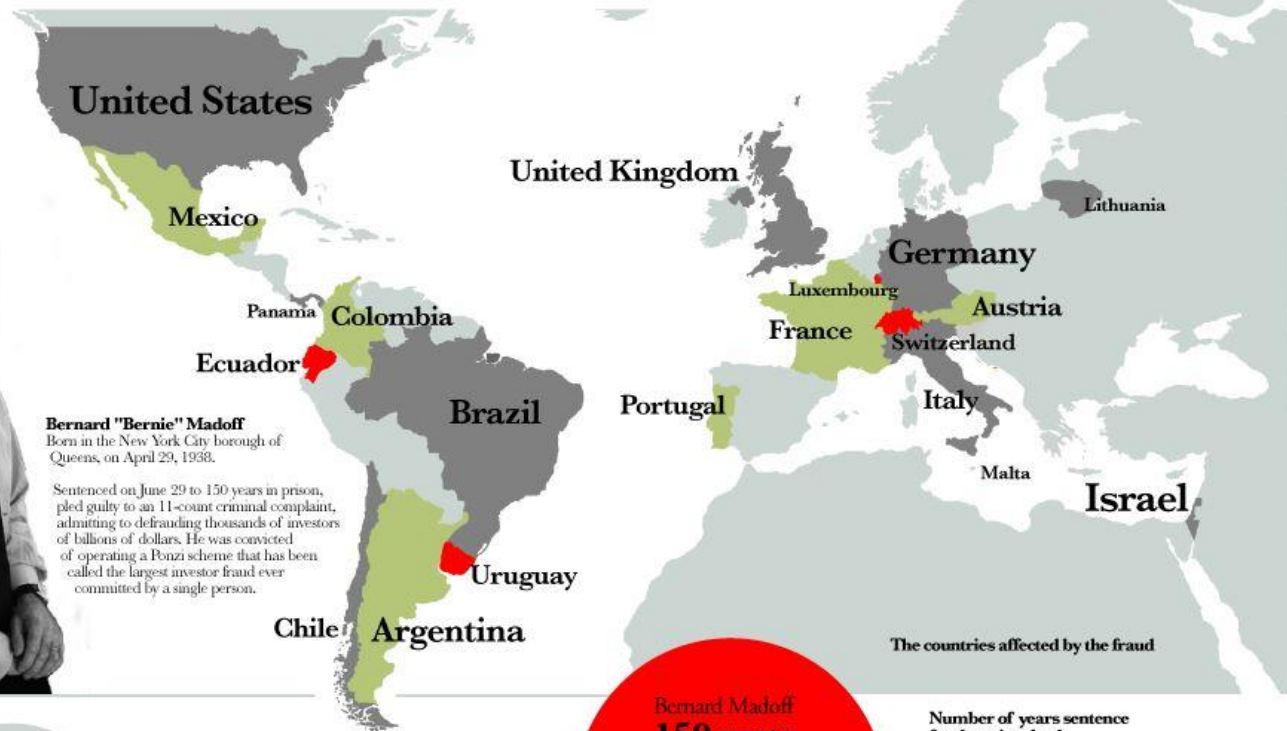 United States
Mexico
Panama
Colombia
Ecuador
Brazil
Bernard "Bernie" Madoff
Born in the New York City borough of
Queens, on April 29, 1938.
Sentenced on June 29 to 150 years in prison,
pled guilty to an 11-count criminal complaint,
admitting to defrauding thousands of investors
of billions of dollars. He was convicted
of operating a Ponzi scheme that has been
called the largest investor fraud ever
committed by a single person.
Uruguay
Chile
Argentina
United Kingdom
Lithuania
Germany
Luxembourg
Austria
France
Switzerland
Portugal
Italy
Malta
Israel
The countries affected by the fraud
Bernard Madoff
150
Number of years sentence